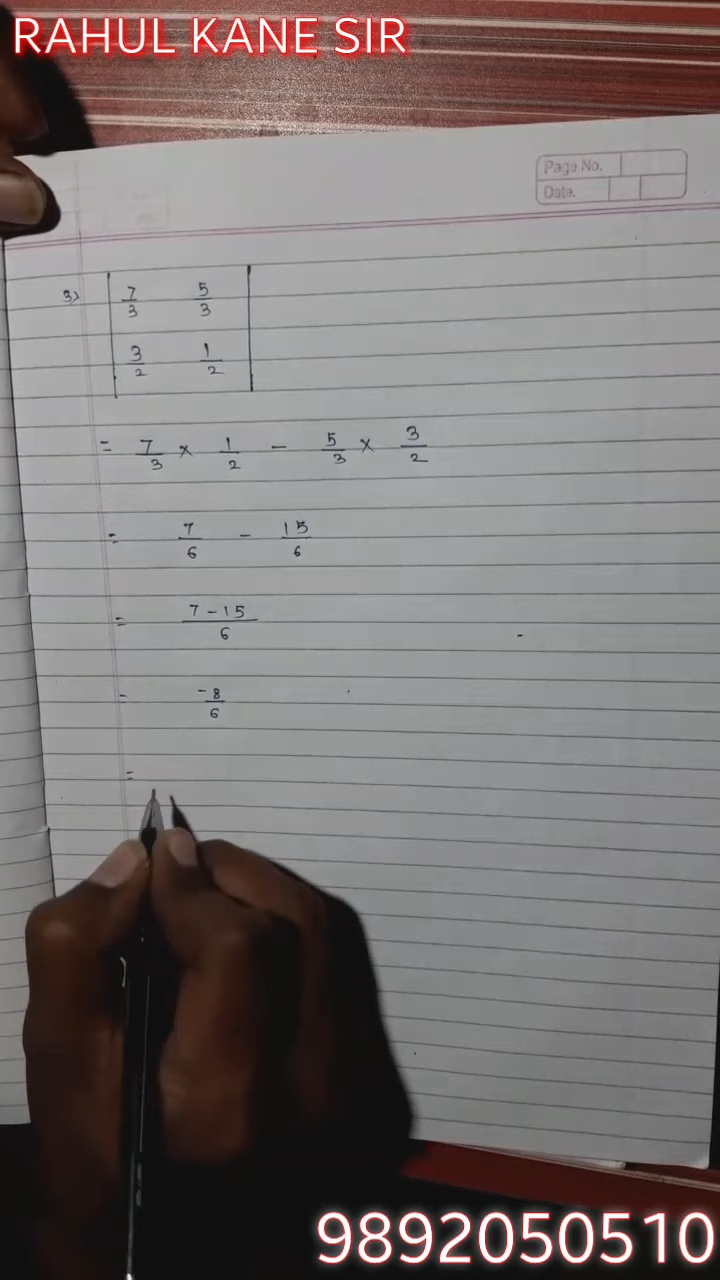 RAHUL KANE SIR
Page No.
Date.
3) | 7/3 5/3 |
| 3/2 1/2 |
= 7/3 × 1/2 - 5/3 × 3/2
= 7/6 - 15/6
= 7-15/6
= -8/6
=
9892050510